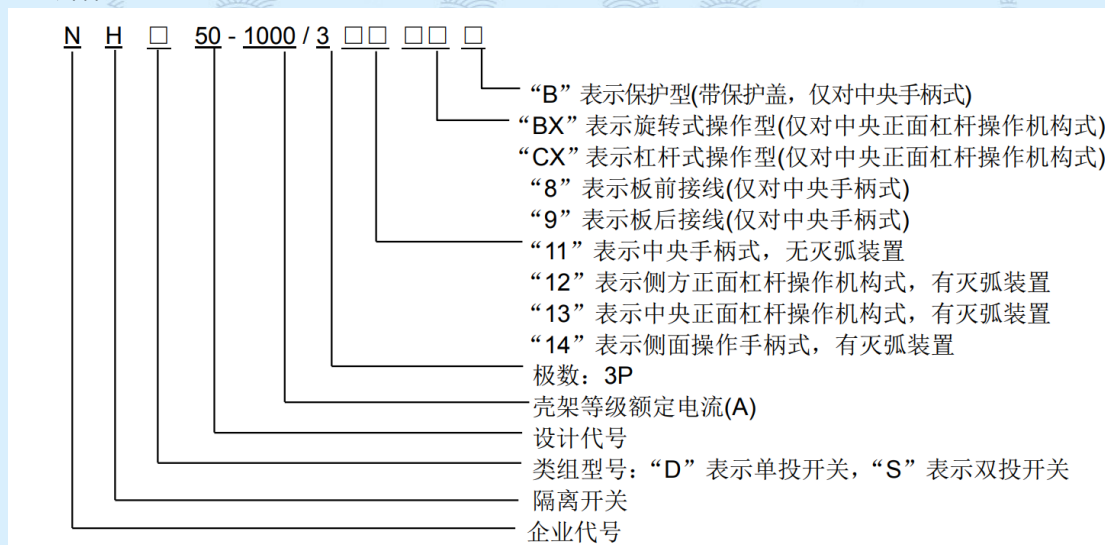 N H □ 50 - 1000 / 3 □□ □□ □
“B”表示保护型(带保护盖，仅对中央手柄式)
“BX”表示旋转式操作型(仅对中央正面杠杆操作机构式)
“CX”表示杠杆式操作型(仅对中央正面杠杆操作机构式)
“8”表示板前接线(仅对中央手柄式)
“9”表示板后接线(仅对中央手柄式)
“11”表示中央手柄式，无灭弧装置
“12”表示侧方正面杠杆操作机构式，有灭弧装置
“13”表示中央正面杠杆操作机构式，有灭弧装置
“14”表示侧面操作手柄式，有灭弧装置
极数：3P
壳架等级额定电流(A)
设计代号
类组型号：“D”表示单投开关，“S”表示双投开关
隔离开关
企业代号